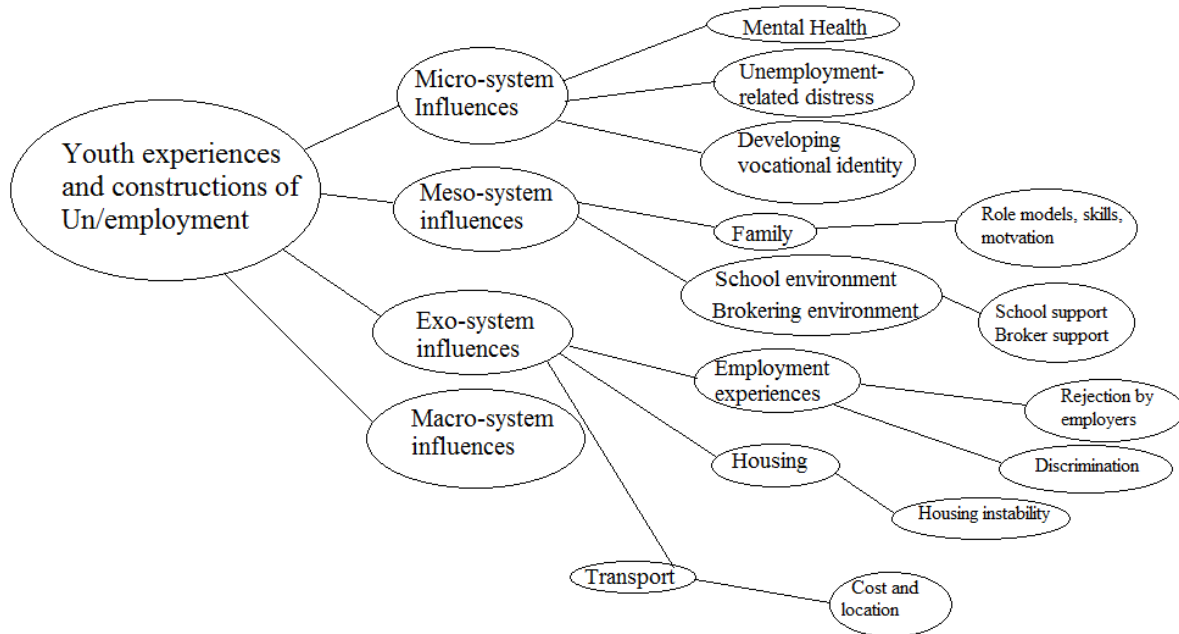 Youth experiences
and constructions of
Un/employment
Micro-system
Influences
Mental Health
Unemployment-
related distress
Developing
vocational identity
Meso-system
influences
Family
Role models, skills,
motvation
School environment
Brokering environment
School support
Broker support
Exo-system
influences
Employment
experiences
Rejection by
employers
Discrimination
Housing
Housing instability
Transport
Cost and
location
Macro-system
influences